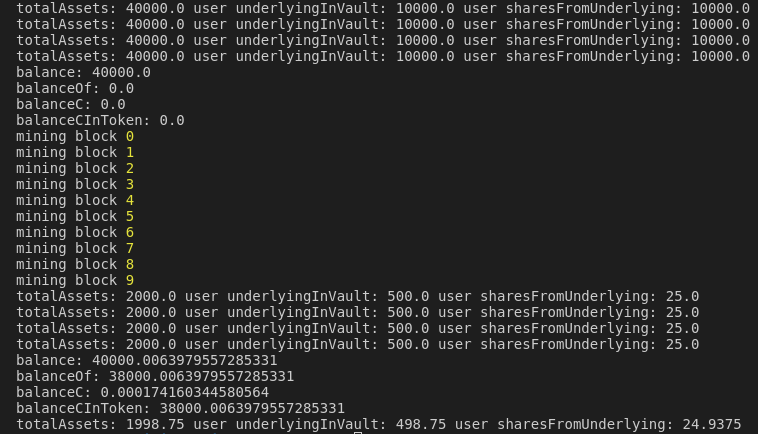 totalAssets: 40000.0 user underlyingInVault: 10000.0 user sharesFromUnderlying: 10000.0
totalAssets: 40000.0 user underlyingInVault: 10000.0 user sharesFromUnderlying: 10000.0
totalAssets: 40000.0 user underlyingInVault: 10000.0 user sharesFromUnderlying: 10000.0
totalAssets: 40000.0 user underlyingInVault: 10000.0 user sharesFromUnderlying: 10000.0
balance: 40000.0
balanceOf: 0.0
balanceC: 0.0
balanceCInToken: 0.0
mining block 0
mining block 1
mining block 2
mining block 3
mining block 4
mining block 5
mining block 6
mining block 7
mining block 8
mining block 9
totalAssets: 2000.0 user underlyingInVault: 500.0 user sharesFromUnderlying: 25.0
totalAssets: 2000.0 user underlyingInVault: 500.0 user sharesFromUnderlying: 25.0
totalAssets: 2000.0 user underlyingInVault: 500.0 user sharesFromUnderlying: 25.0
totalAssets: 2000.0 user underlyingInVault: 500.0 user sharesFromUnderlying: 25.0
balance: 40000.0063979557285331
balanceOf: 38000.0063979557285331
balanceC: 0.000174160344580564
balanceCInToken: 38000.0063979557285331
totalAssets: 1998.75 user underlyingInVault: 498.75 user sharesFromUnderlying: 24.9375